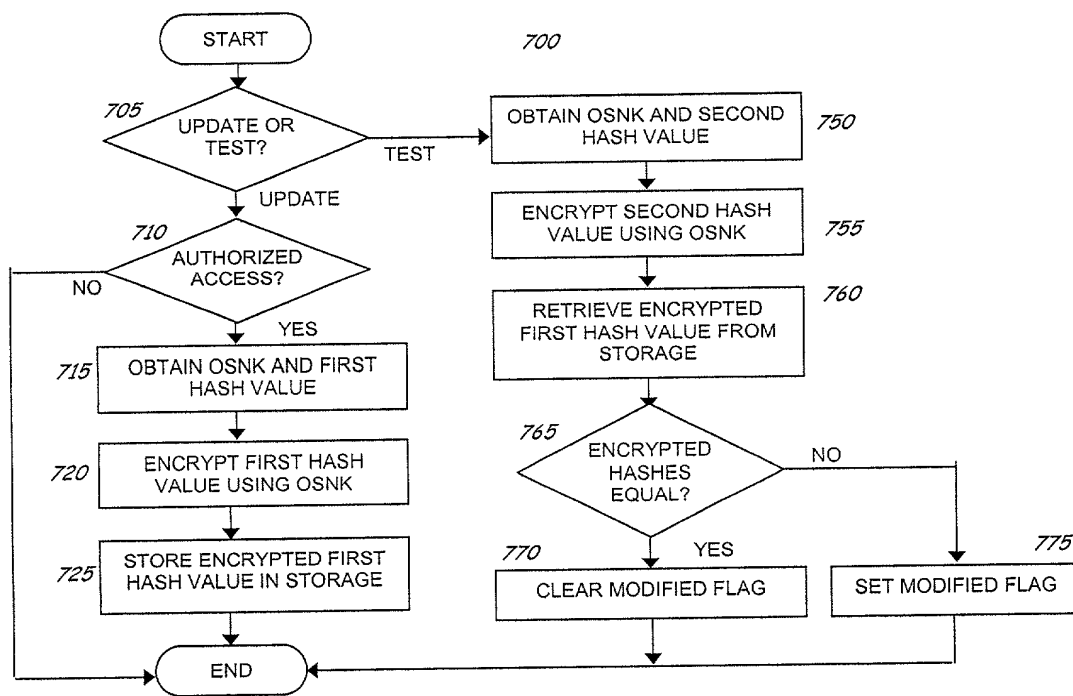 START
700
705
UPDATE OR
TEST?
TEST
UPDATE
710
AUTHORIZED
ACCESS?
NO
YES
715
OBTAIN OSNK AND FIRST
HASH VALUE
720
ENCRYPT FIRST HASH
VALUE USING OSNK
725
STORE ENCRYPTED FIRST
HASH VALUE IN STORAGE
END
OBTAIN OSNK AND SECOND
HASH VALUE
750
ENCRYPT SECOND HASH
VALUE USING OSNK
755
RETRIEVE ENCRYPTED
FIRST HASH VALUE FROM
STORAGE
760
765
ENCRYPTED
HASHES
EQUAL?
NO
YES
770
CLEAR MODIFIED FLAG
775
SET MODIFIED FLAG